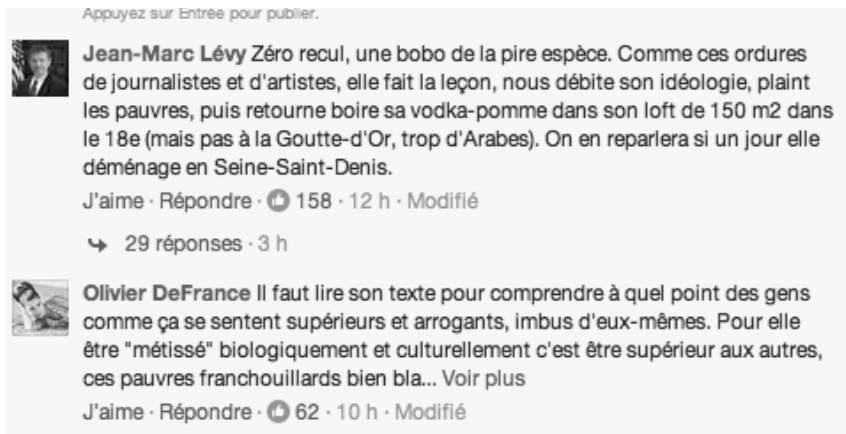 Appuyez sur Entrée pour publier.
Jean-Marc Lévy Zéro recul, une bobo de la pire espèce. Comme ces ordures
de journalistes et d'artistes, elle fait la leçon, nous débite son idéologie, plaint
les pauvres, puis retourne boire sa vodka-pomme dans son loft de 150 m2 dans
le 18e (mais pas à la Goutte-d'Or, trop d'Arabes). On en reparlera si un jour elle
déménage en Seine-Saint-Denis.
J'aime · Répondre · 158 · 12 h · Modifié
29 réponses · 3 h
Olivier DeFrance Il faut lire son texte pour comprendre à quel point des gens
comme ça se sentent supérieurs et arrogants, imbus d'eux-mêmes. Pour elle
être "métissé" biologiquement et culturellement c'est être supérieur aux autres,
ces pauvres franchouillards bien bla... Voir plus
J'aime · Répondre · 62 · 10 h · Modifié